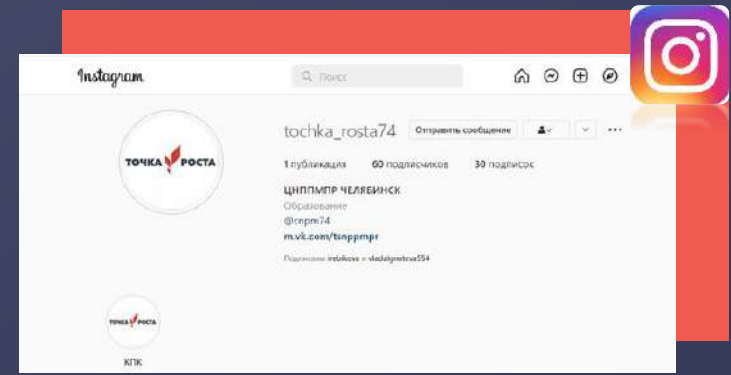 Instagram
Поиск
tochka_rosta74 Отправить сообщение
ТОЧКА РОСТА
1 публикация 60 подписчиков 30 подписок
ЦНППМПР ЧЕЛЯБИНСК
Образование
@cnpm74
m.vk.com/tsnppmpr
ТОЧКА РОСТА
КПК